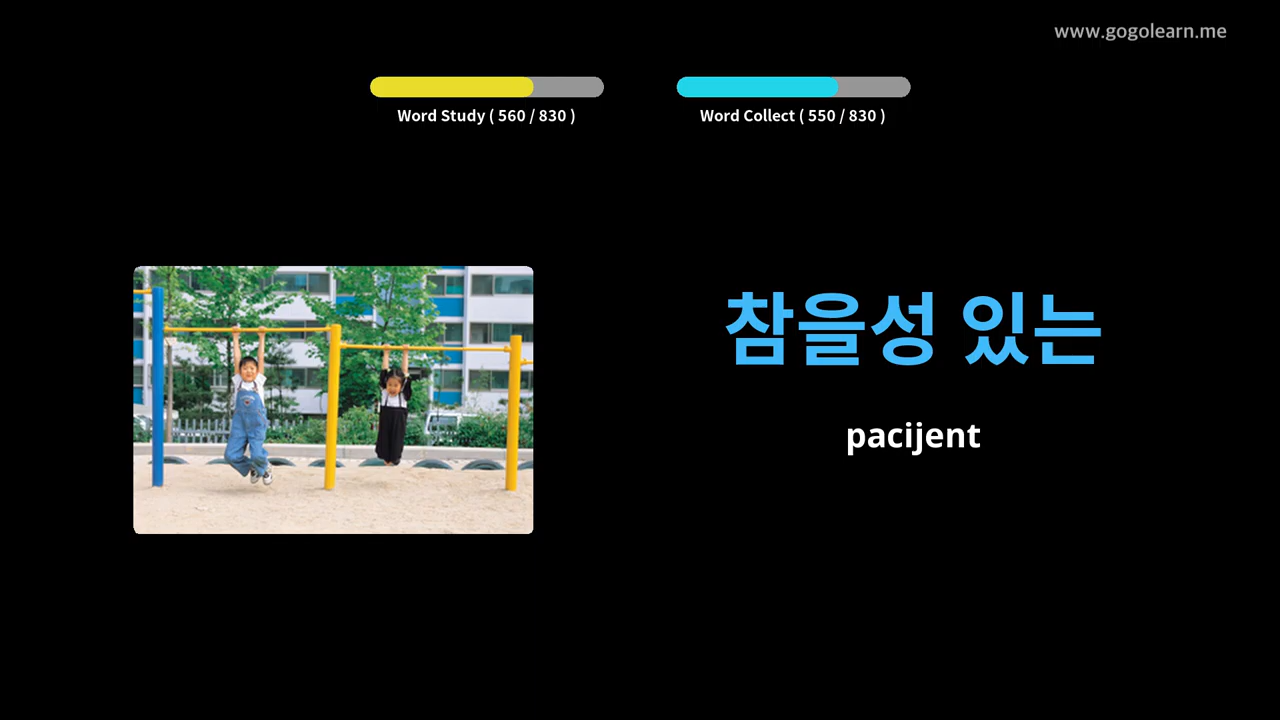 www.gogolearn.me
Word Study ( 560 / 830 )
Word Collect ( 550 / 830 )
참을성 있는
pacijent